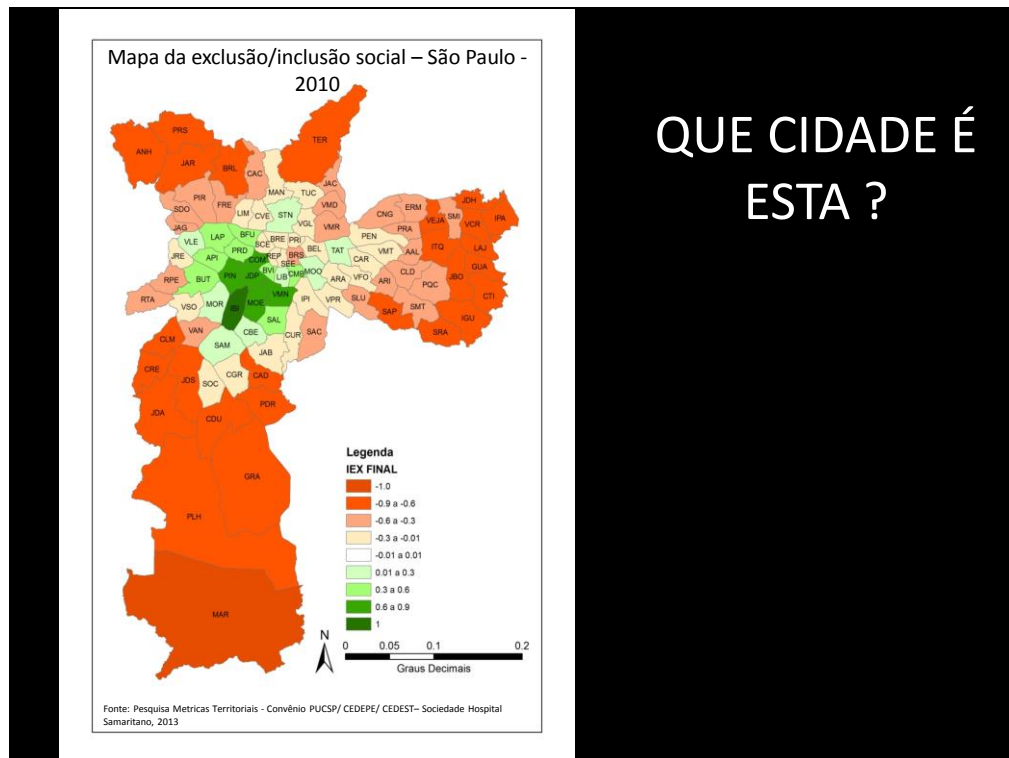 Mapa da exclusão/inclusão social – São Paulo -
2010
QUE CIDADE É
ESTA ?
PRS
ANH
JAR
BRL
CAC
TER
MAN
TUC
JAC
PIR
FRE
SDO
LIM
CVE
STN
VMD
JAG
VGL
VMR
CNG
ERM
JDH
VEJA
SMI
VCR
IPA
PRA
VLE
LAP
BFU
SCE
BRE
PRI
BEL
PEN
JRE
API
PRD
COM
REP
SEE
BRS
TAT
CAR
VMT
AAL
ITQ
LAJ
RPE
BUT
PIN
JDP
BVI
LIB
CMB
MOO
ARA
VFO
ARI
CLD
PQC
JBO
GUA
RTA
VSO
MOR
IBI
MOE
VMN
IPI
VPR
SLU
SAP
SMT
CTI
IGU
SRA
CLM
VAN
SAM
CBE
SAL
CUR
SAC
JAB
CRE
JDS
SOC
CGR
CAD
JDA
CDU
PDR
GRA
PLH
MAR
Legenda
IEX FINAL
-1.0
-0.9 a -0.6
-0.6 a -0.3
-0.3 a -0.01
-0.01 a 0.01
0.01 a 0.3
0.3 a 0.6
0.6 a 0.9
1
N
0 0.05 0.1 0.2
Graus Decimais
Fonte: Pesquisa Metricas Territoriais - Convênio PUCSP/ CEDEPE/ CEDEST– Sociedade Hospital
Samaritano, 2013